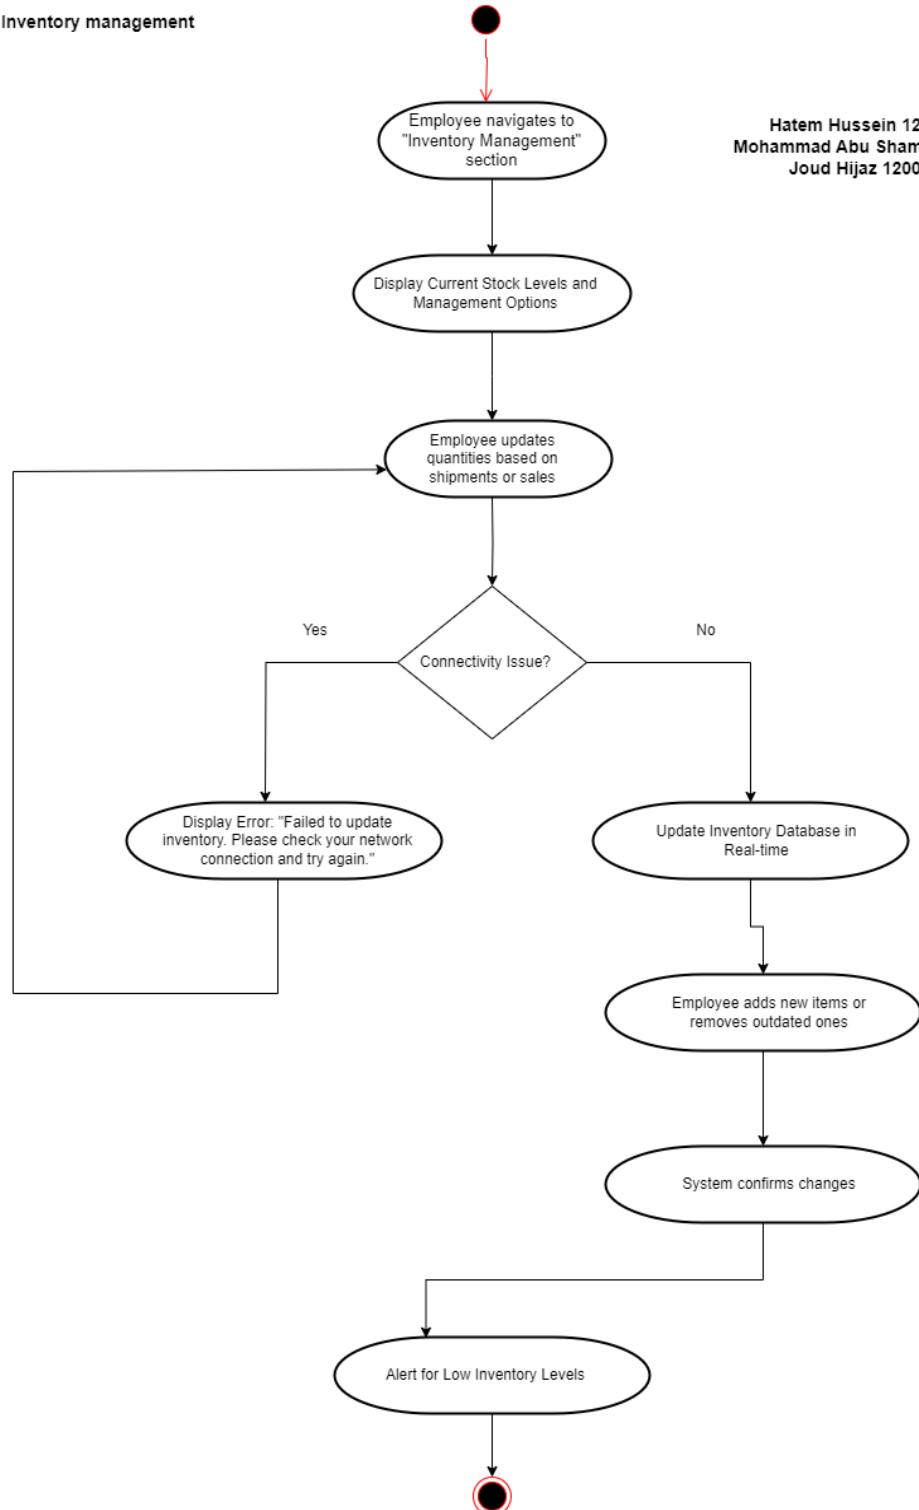 Inventory management
Employee navigates to
"Inventory Management"
section
Hatem Hussein 12
Mohammad Abu Sham
Joud Hijaz 1200
Display Current Stock Levels and
Management Options
Employee updates
quantities based on
shipments or sales
Yes
No
Connectivity Issue?
Display Error: "Failed to update
inventory. Please check your network
connection and try again."
Update Inventory Database in
Real-time
Employee adds new items or
removes outdated ones
System confirms changes
Alert for Low Inventory Levels